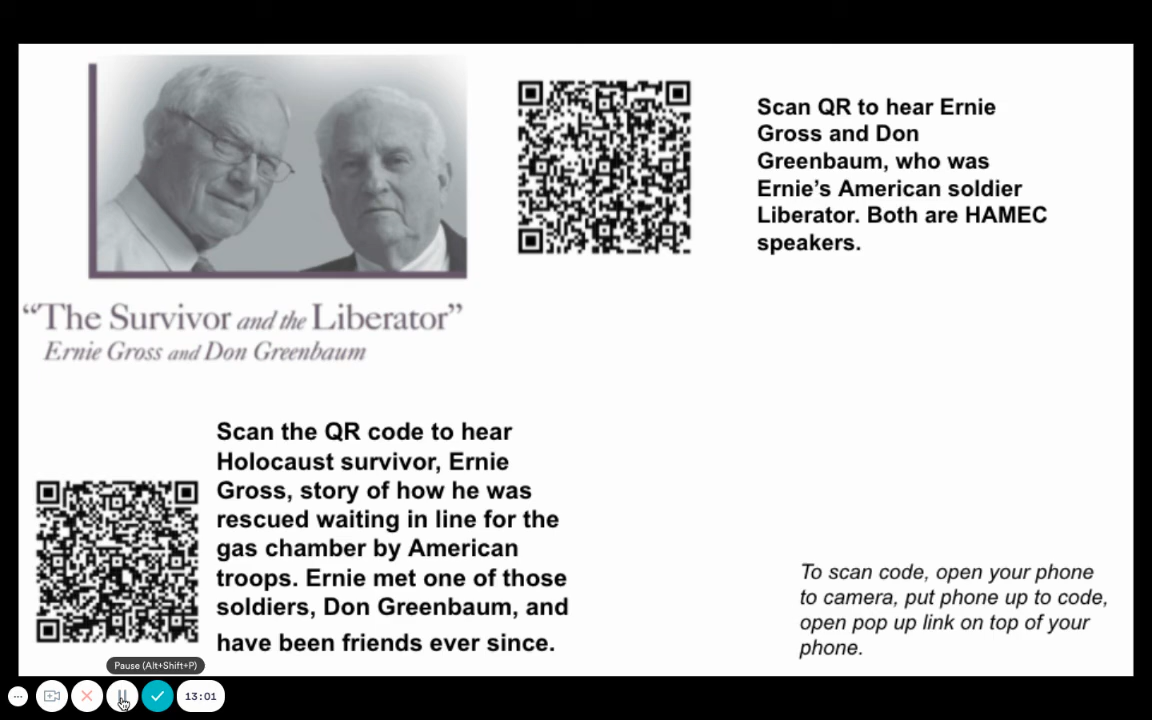 Scan QR to hear Ernie
Gross and Don
Greenbaum, who was
Ernie’s American soldier
Liberator. Both are HAMEC
speakers.
“The Survivor and the Liberator”
Ernie Gross and Don Greenbaum
Scan the QR code to hear
Holocaust survivor, Ernie
Gross, story of how he was
rescued waiting in line for the
gas chamber by American
troops. Ernie met one of those
soldiers, Don Greenbaum, and
have been friends ever since.
To scan code, open your phone
to camera, put phone up to code,
open pop up link on top of your
phone.
Pause (Alt+Shift+P)
13:01